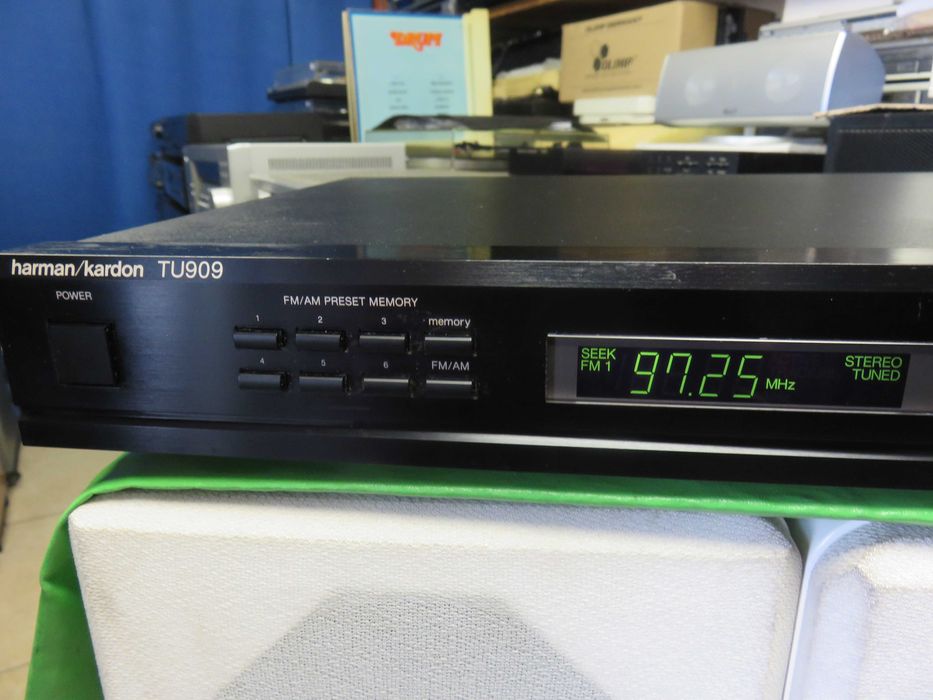 OLIMP
harman/kardon TU909
POWER
FM/AM PRESET MEMORY
1 2 3 memory
4 5 6 FM/AM
SEEK
FM 1
97.25 MHz
STEREO
TUNED